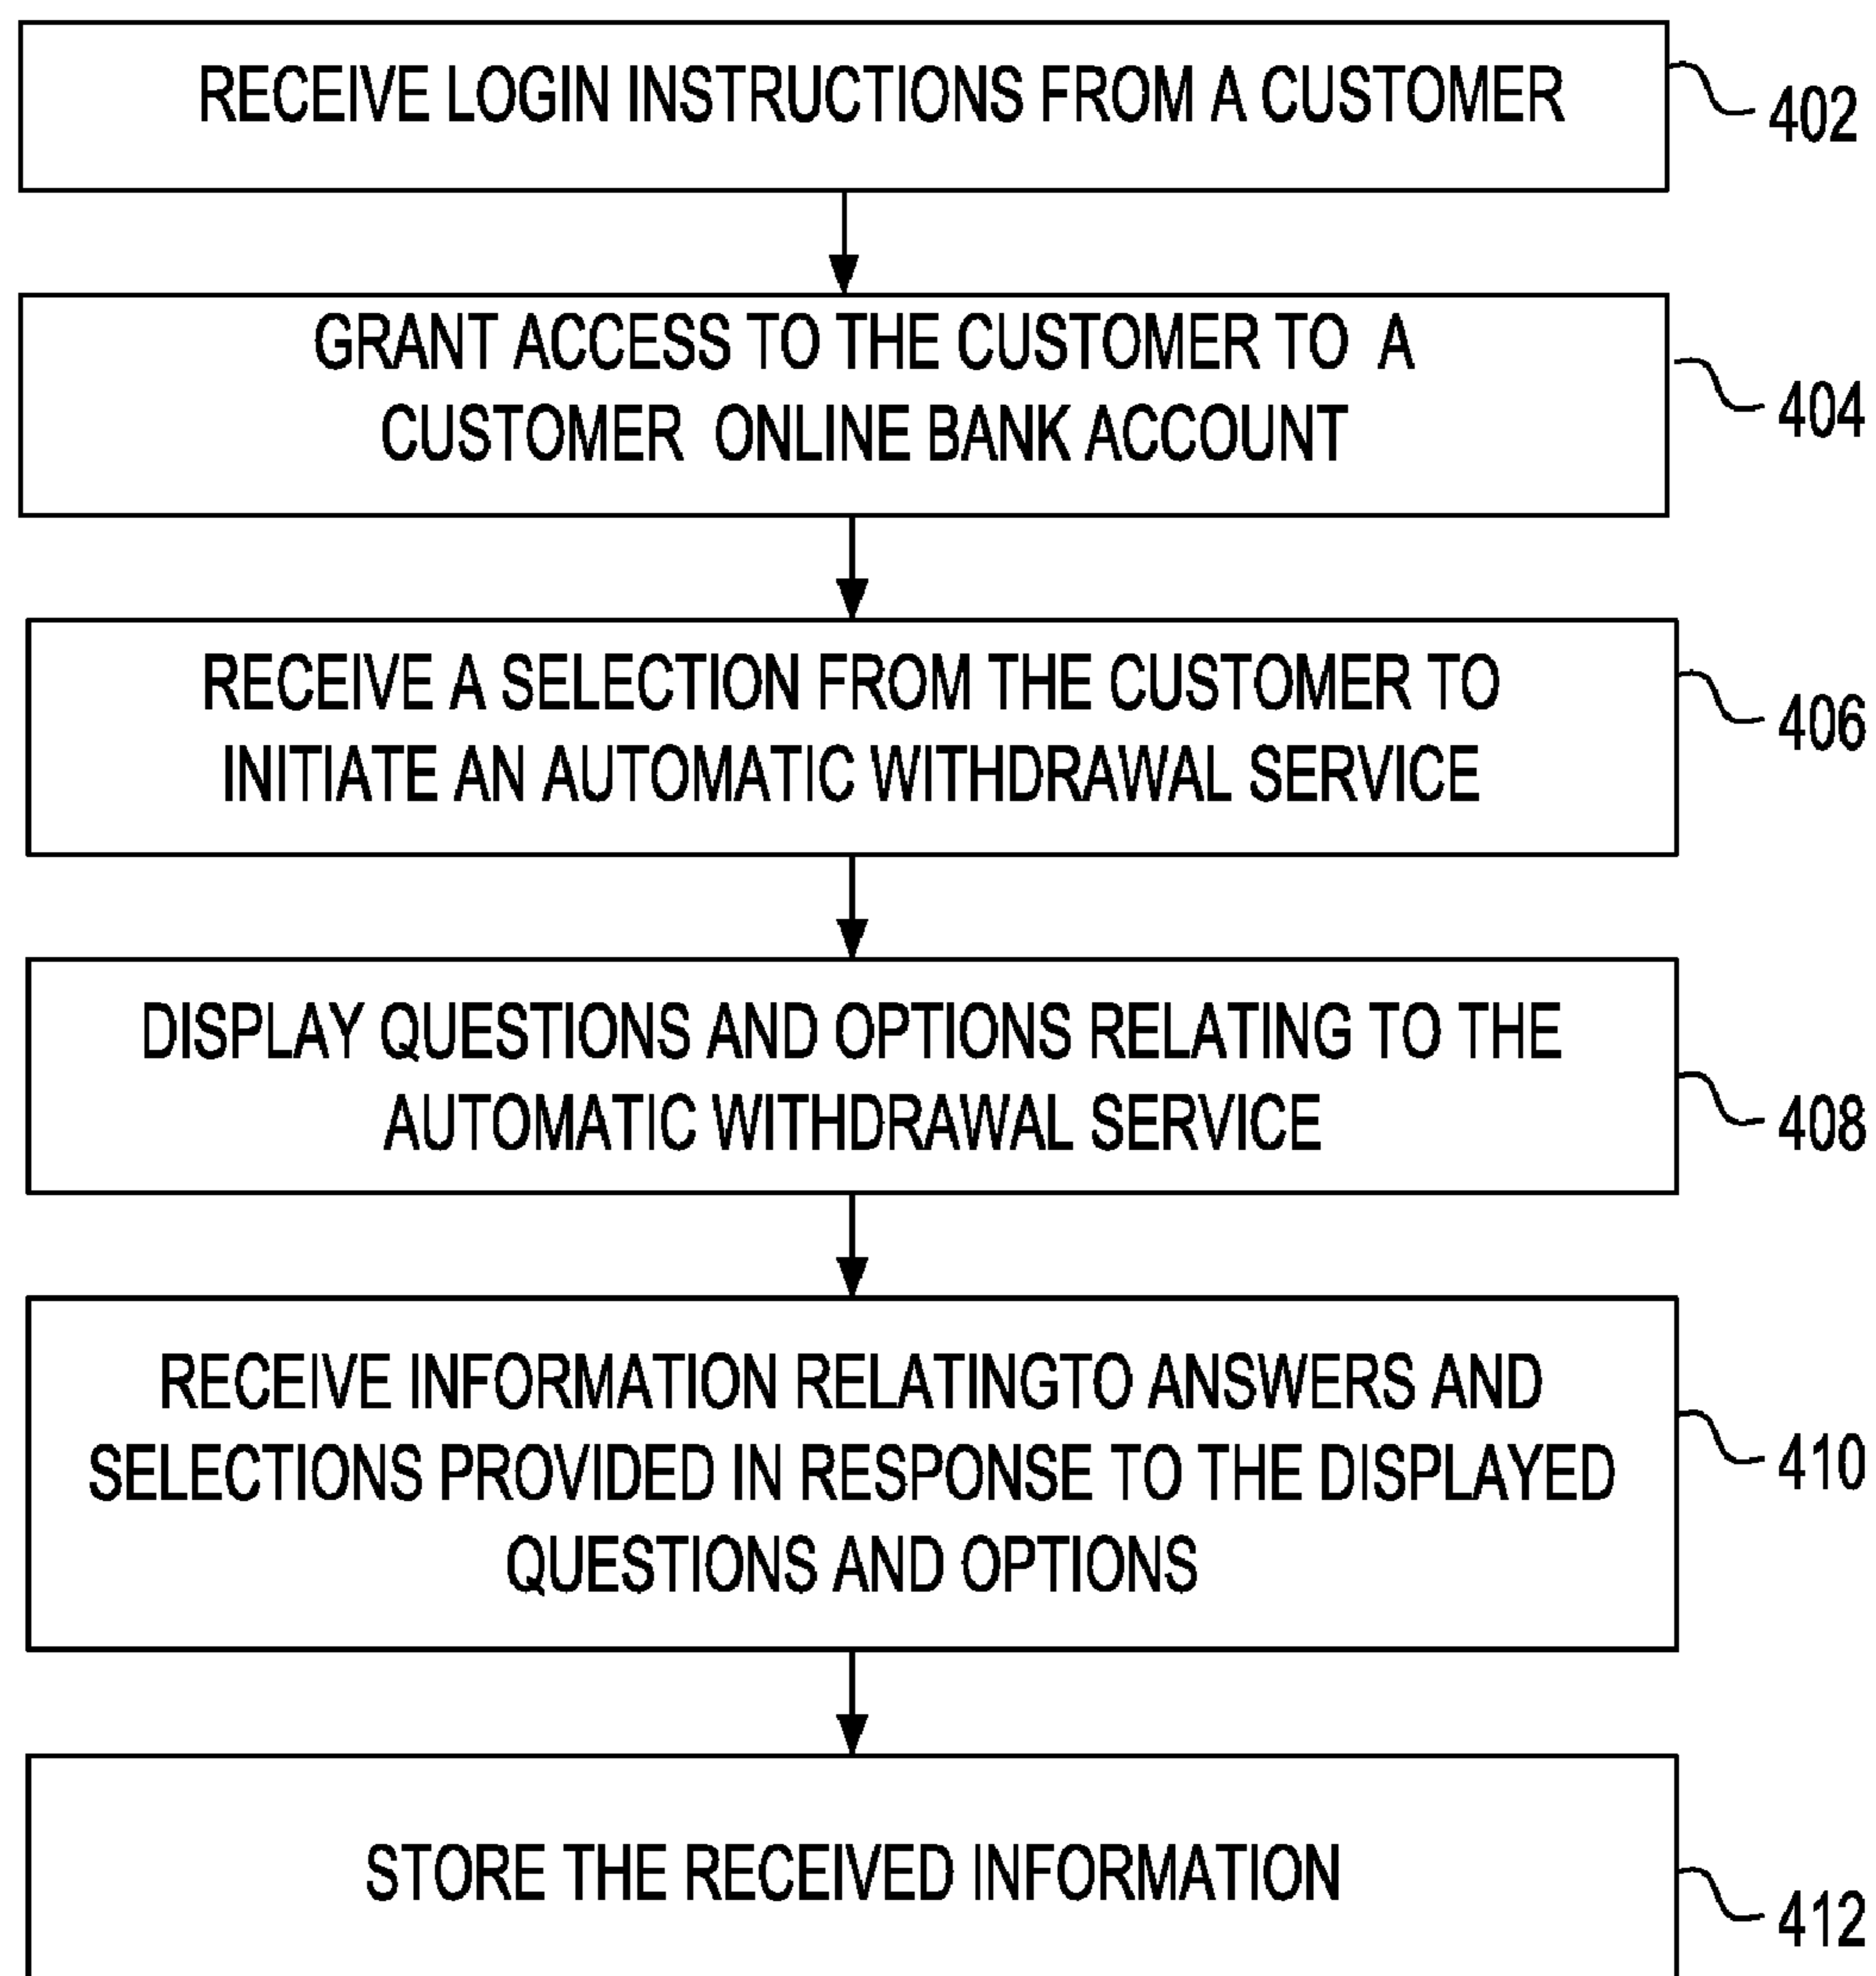 RECEIVE LOGIN INSTRUCTIONS FROM A CUSTOMER
402
GRANT ACCESS TO THE CUSTOMER TO A
CUSTOMER ONLINE BANK ACCOUNT
404
RECEIVE A SELECTION FROM THE CUSTOMER TO
INITIATE AN AUTOMATIC WITHDRAWAL SERVICE
406
DISPLAY QUESTIONS AND OPTIONS RELATING TO THE
AUTOMATIC WITHDRAWAL SERVICE
408
RECEIVE INFORMATION RELATINGTO ANSWERS AND
SELECTIONS PROVIDED IN RESPONSE TO THE DISPLAYED
QUESTIONS AND OPTIONS
410
STORE THE RECEIVED INFORMATION
412